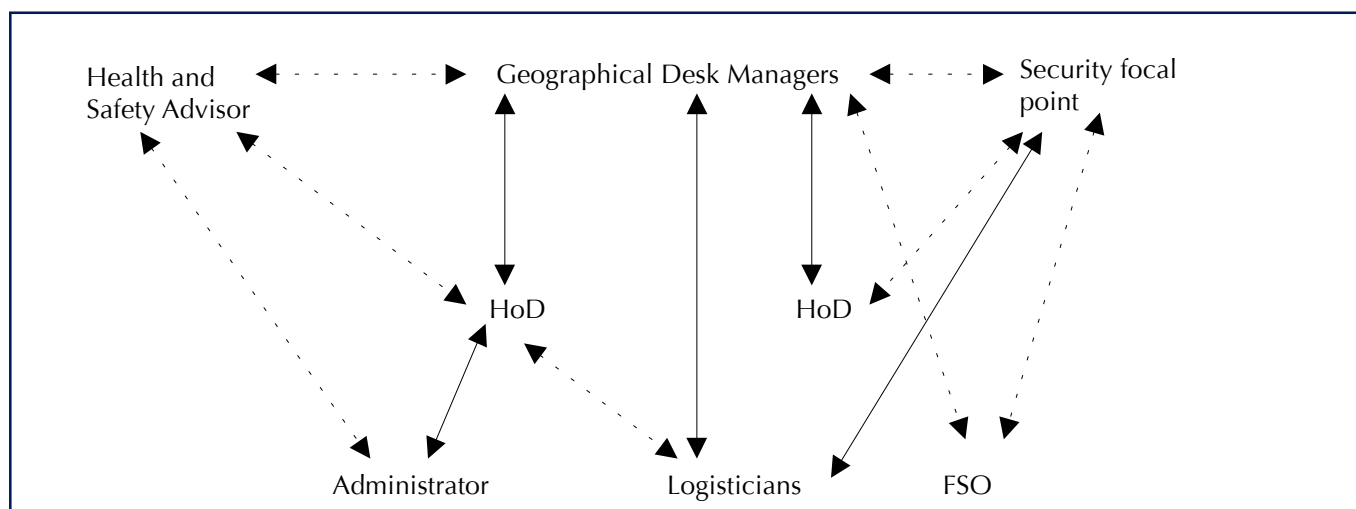 Health and
Safety Advisor
Geographical Desk Managers
Security focal
point
HoD
HoD
Administrator
Logisticians
FSO